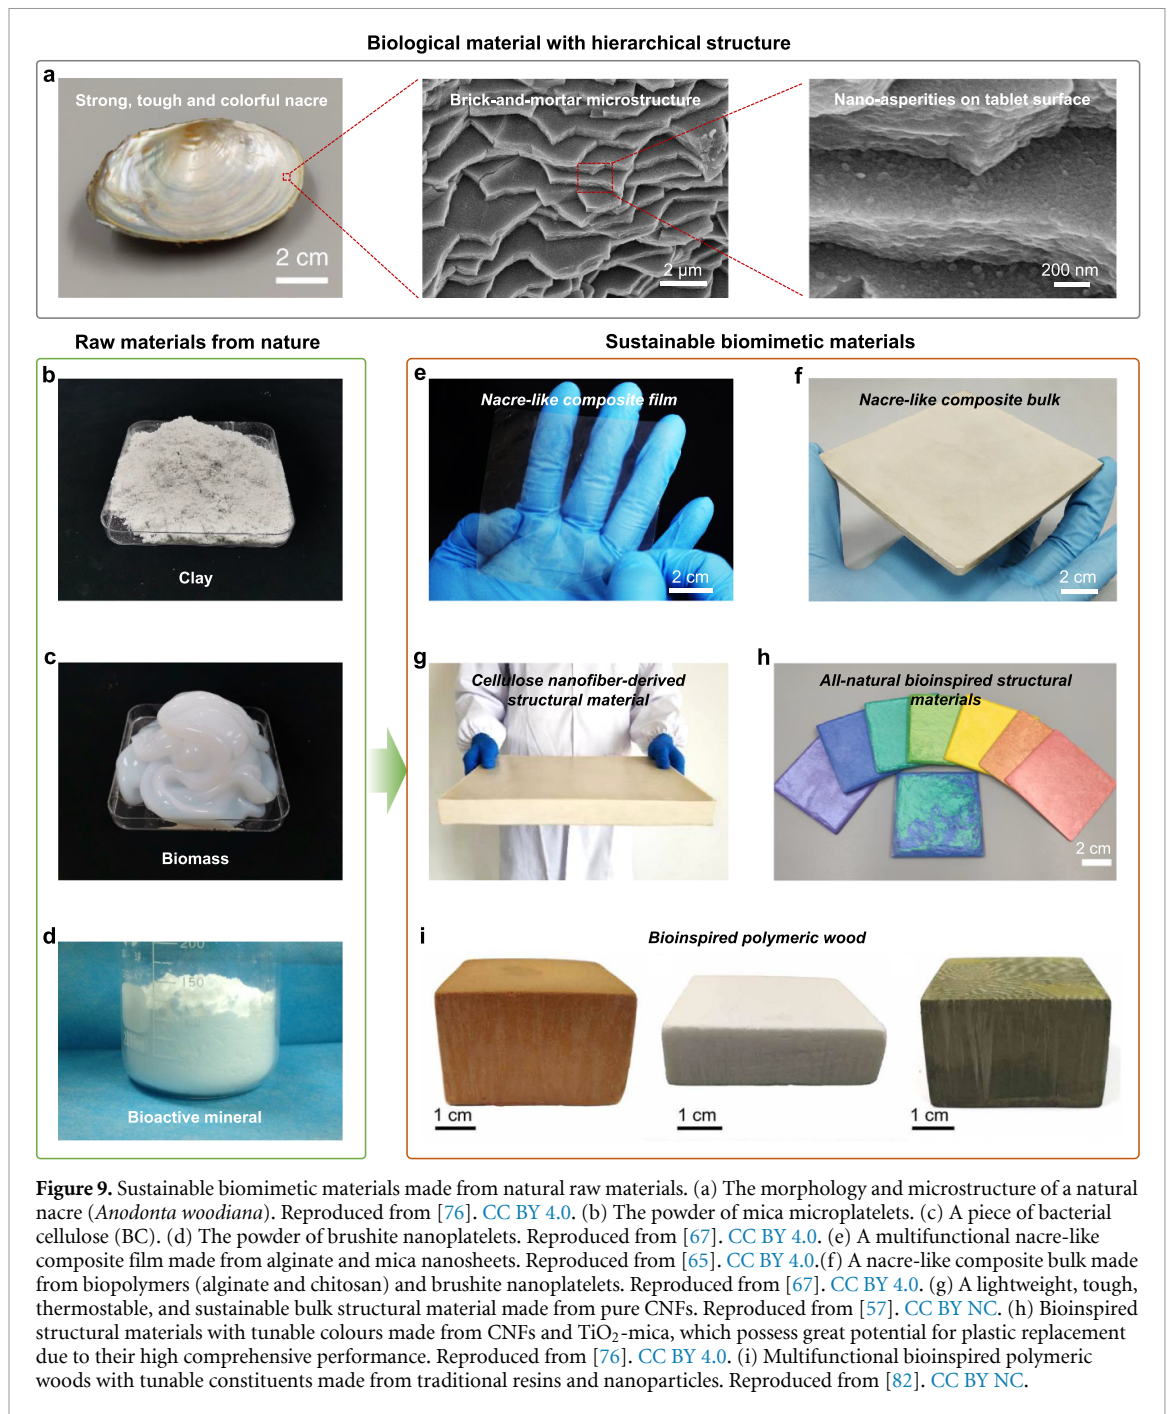 Biological material with hierarchical structure
a
Strong, tough and colorful nacre
Brick-and-mortar microstructure
Nano-asperities on tablet surface
2 cm
2 μm
200 nm
Raw materials from nature
Sustainable biomimetic materials
b
Clay
e
Nacre-like composite film
2 cm
f
Nacre-like composite bulk
2 cm
c
Biomass
g
Cellulose nanofiber-derived
structural material
h
All-natural bioinspired structural
materials
2 cm
d
200
150
Bioactive mineral
i
Bioinspired polymeric wood
1 cm
1 cm
1 cm
Figure 9. Sustainable biomimetic materials made from natural raw materials. (a) The morphology and microstructure of a natural
nacre (Anodonta woodiana). Reproduced from [76]. CC BY 4.0. (b) The powder of mica microplatelets. (c) A piece of bacterial
cellulose (BC). (d) The powder of brushite nanoplatelets. Reproduced from [67]. CC BY 4.0. (e) A multifunctional nacre-like
composite film made from alginate and mica nanosheets. Reproduced from [65]. CC BY 4.0.(f) A nacre-like composite bulk made
from biopolymers (alginate and chitosan) and brushite nanoplatelets. Reproduced from [67]. CC BY 4.0. (g) A lightweight, tough,
thermostable, and sustainable bulk structural material made from pure CNFs. Reproduced from [57]. CC BY NC. (h) Bioinspired
structural materials with tunable colours made from CNFs and TiO₂-mica, which possess great potential for plastic replacement
due to their high comprehensive performance. Reproduced from [76]. CC BY 4.0. (i) Multifunctional bioinspired polymeric
woods with tunable constituents made from traditional resins and nanoparticles. Reproduced from [82]. CC BY NC.